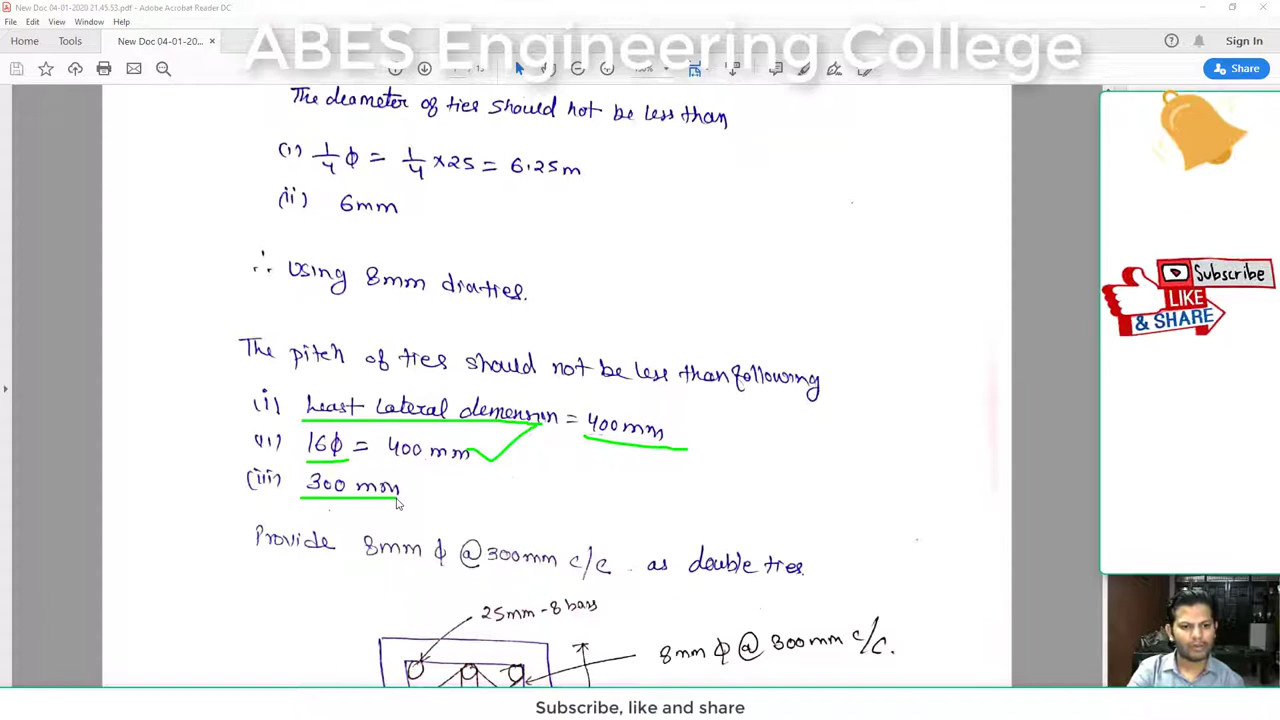 New Doc 04-01-2020 21.45.53.pdf - Adobe Acrobat Reader DC
File Edit View Window Help
Home Tools New Doc 04-01-20... × Sign In
ABES Engineering College
Share
The deameter of ties should not be less than
(i) 1/4 φ = 1/4 × 25 = 6.25m
(ii) 6mm
∴ Using 8mm dia ties.
The pitch of ties should not be less than following
(i) Least Lateral demension = 400mm
(ii) 16φ = 400 mm
(iii) 300 mm
Provide 8mm φ @ 300mm c/c . as double ties.
25mm - 8 bars
8mm φ @ 300mm c/c.
Subscribe
LIKE
& SHARE
Subscribe, like and share